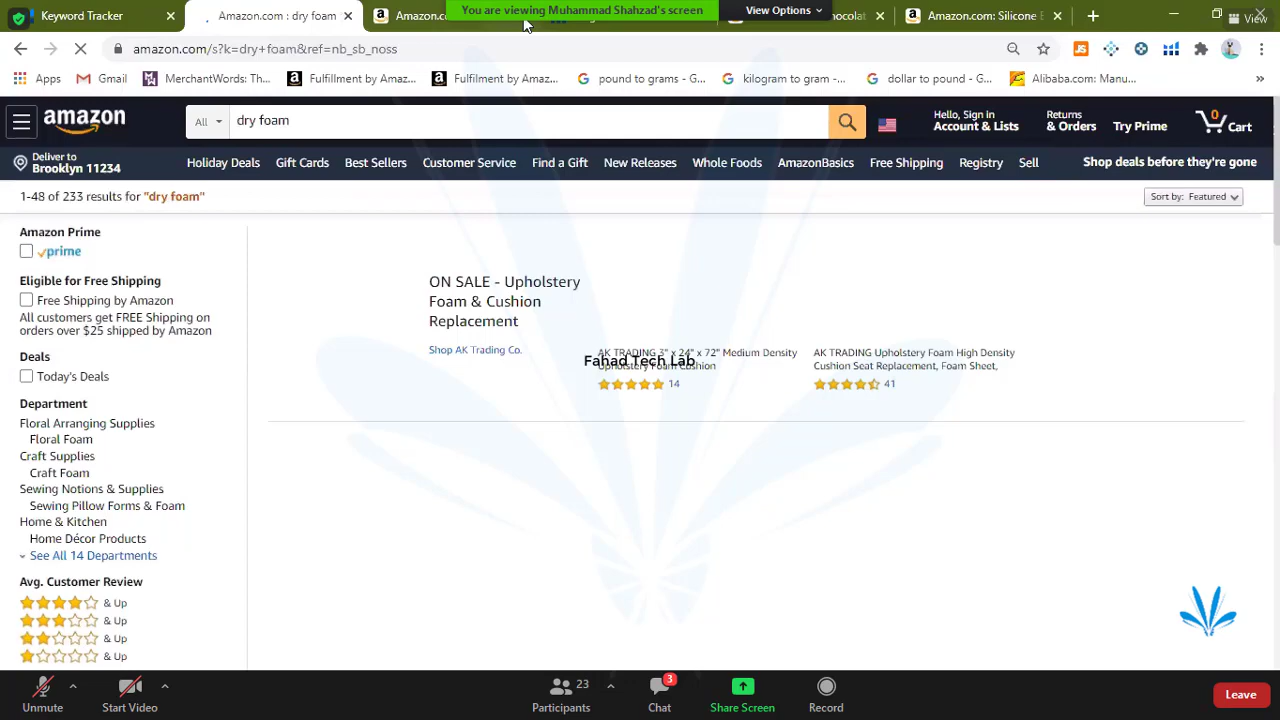 Keyword Tracker
Amazon.com : dry foam
You are viewing Muhammad Shahzad's screen
View Options
Amazon.com: Silicone E
View
amazon.com/s?k=dry+foam&ref=nb_sb_noss
Apps
Gmail
MerchantWords: Th...
Fulfillment by Amaz...
Fulfilment by Amaz...
pound to grams - G...
kilogram to gram -...
dollar to pound - G...
Alibaba.com: Manu...
amazon
All
dry foam
Hello, Sign in
Account & Lists
Returns
& Orders
Try Prime
0
Cart
Deliver to
Brooklyn 11234
Holiday Deals
Gift Cards
Best Sellers
Customer Service
Find a Gift
New Releases
Whole Foods
AmazonBasics
Free Shipping
Registry
Sell
Shop deals before they're gone
1-48 of 233 results for "dry foam"
Sort by: Featured
Amazon Prime
prime
Eligible for Free Shipping
Free Shipping by Amazon
All customers get FREE Shipping on
orders over $25 shipped by Amazon
Deals
Today's Deals
Department
Floral Arranging Supplies
Floral Foam
Craft Supplies
Craft Foam
Sewing Notions & Supplies
Sewing Pillow Forms & Foam
Home & Kitchen
Home Décor Products
See All 14 Departments
Avg. Customer Review
& Up
& Up
& Up
& Up
ON SALE - Upholstery
Foam & Cushion
Replacement
Shop AK Trading Co.
AK TRADING 3" x 24" x 72" Medium Density
Upholstery Foam Cushion
14
Fahad Tech Lab
AK TRADING Upholstery Foam High Density
Cushion Seat Replacement, Foam Sheet,
41
Unmute
Start Video
23
Participants
3
Chat
Share Screen
Record
Leave